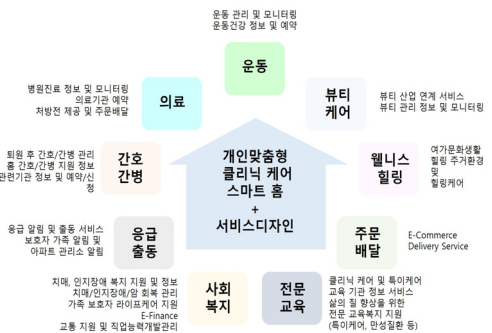 운동 관리 및 모니터링
운동건강 정보 및 예약
운동
병원진료 정보 및 모니터링
의료기관 예약
처방전 제공 및 주문배달
의료
뷰티
케어
뷰티 산업 연계 서비스
뷰티 관리 정보 및 모니터링
퇴원 후 간호/간병 관리
홈 간호/간병 지원 정보
관련기관 정보 및 예약/신
청
간호
간병
개인맞춤형
클리닉 케어
스마트 홈
+
서비스디자인
웰니스
힐링
여가문화생활
힐링 주거환경
및
힐링케어
응급 알림 및 출동 서비스
보호자 가족 알림 및
아파트 관리소 알림
응급
출동
주문
배달
E-Commerce
Delivery Service
치매, 인지장애 복지 지원 및 정보
치매/인지장애/암 회복 관리
가족 보호자 라이프케어 지원
E-Finance
교통 지원 및 직업능력개발관리
사회
복지
전문
교육
클리닉 케어 및 특이케어
교육 기관 정보 서비스
삶의 질 향상을 위한
전문 교육복지 지원
(특이케어, 만성질환 등)